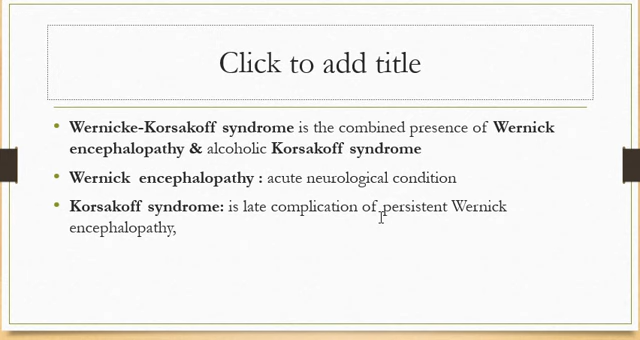 Click to add title
• Wernicke-Korsakoff syndrome is the combined presence of Wernick
encephalopathy & alcoholic Korsakoff syndrome
• Wernick encephalopathy : acute neurological condition
• Korsakoff syndrome: is late complication of persistent Wernick
encephalopathy,